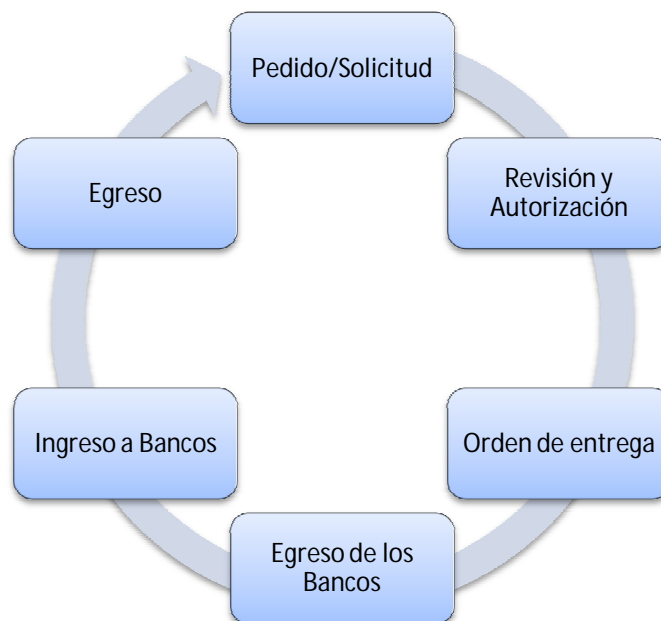 Pedido/Solicitud
Revisión y
Autorización
Orden de entrega
Egreso de los
Bancos
Ingreso a Bancos
Egreso